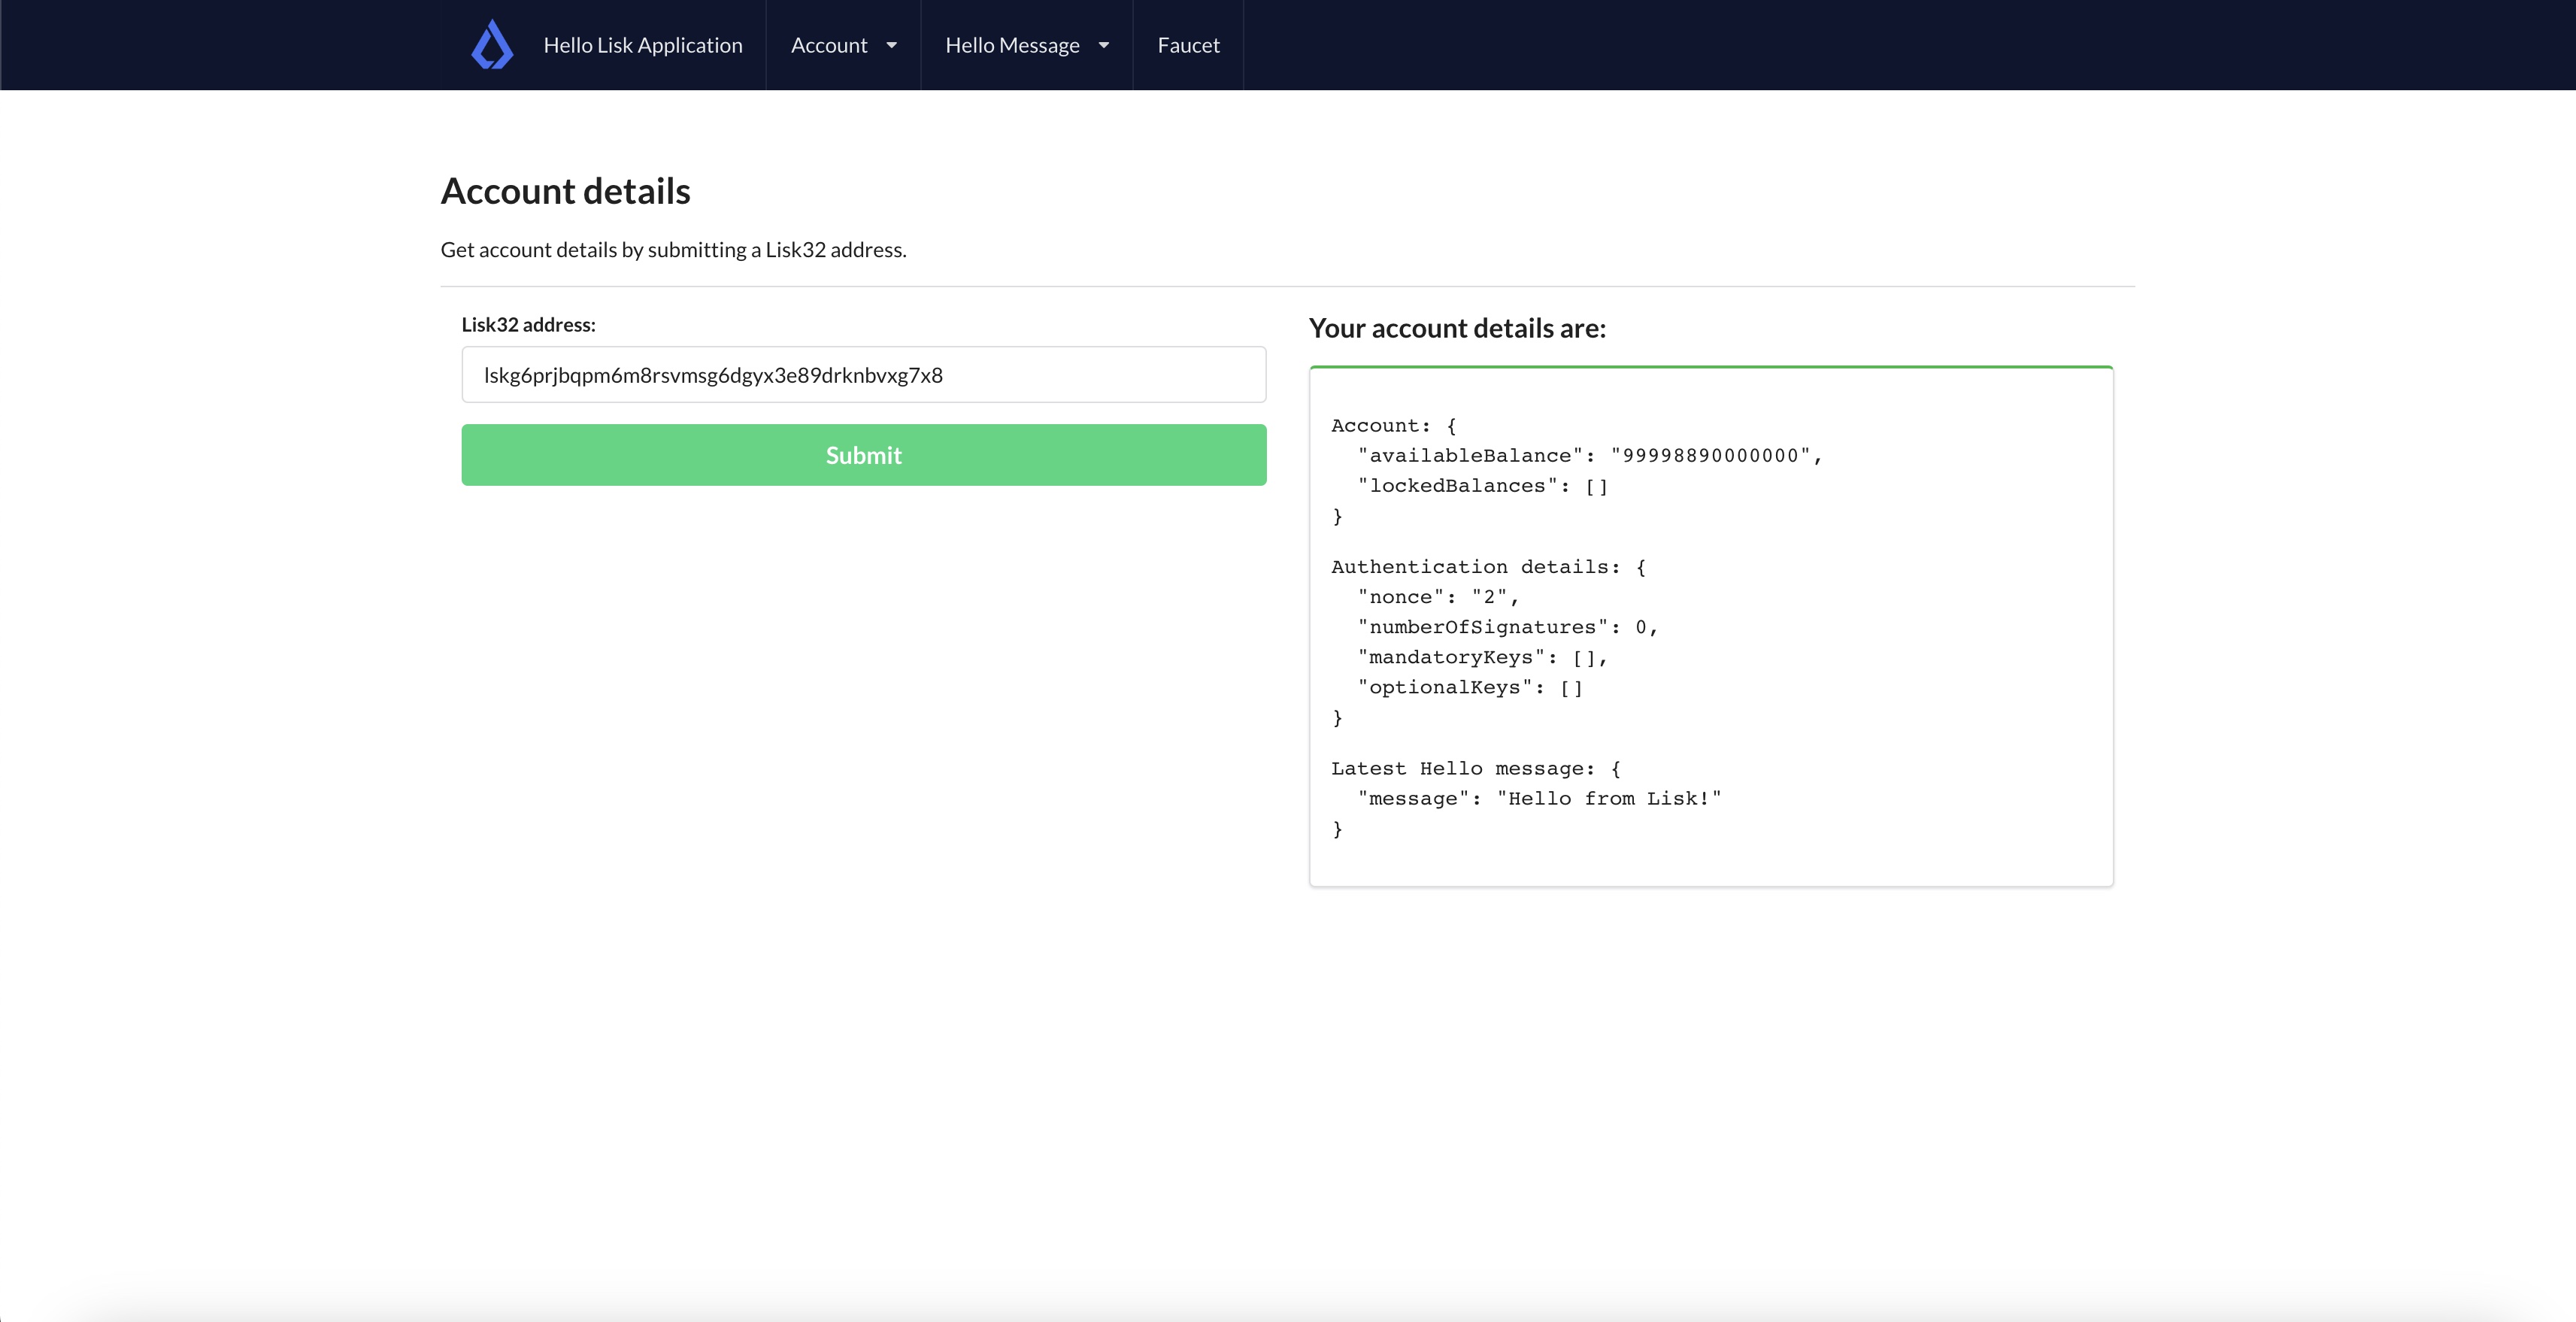 Hello Lisk Application
Account
Hello Message
Faucet
Account details
Get account details by submitting a Lisk32 address.
Lisk32 address:
lskg6prjbqpm6m8rsvmsg6dgyx3e89drknbvxg7x8
Submit
Your account details are:
Account: {
"availableBalance": "99998890000000",
"lockedBalances": []
}
Authentication details: {
"nonce": "2",
"numberOfSignatures": 0,
"mandatoryKeys": [],
"optionalKeys": []
}
Latest Hello message: {
"message": "Hello from Lisk!"
}